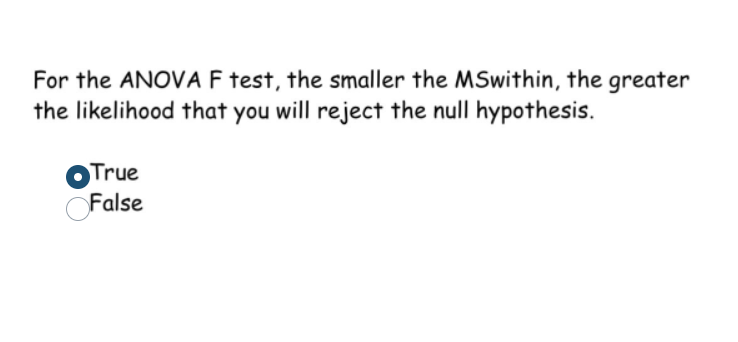 For the ANOVA F test, the smaller the MSwithin, the greater
the likelihood that you will reject the null hypothesis.
True
False